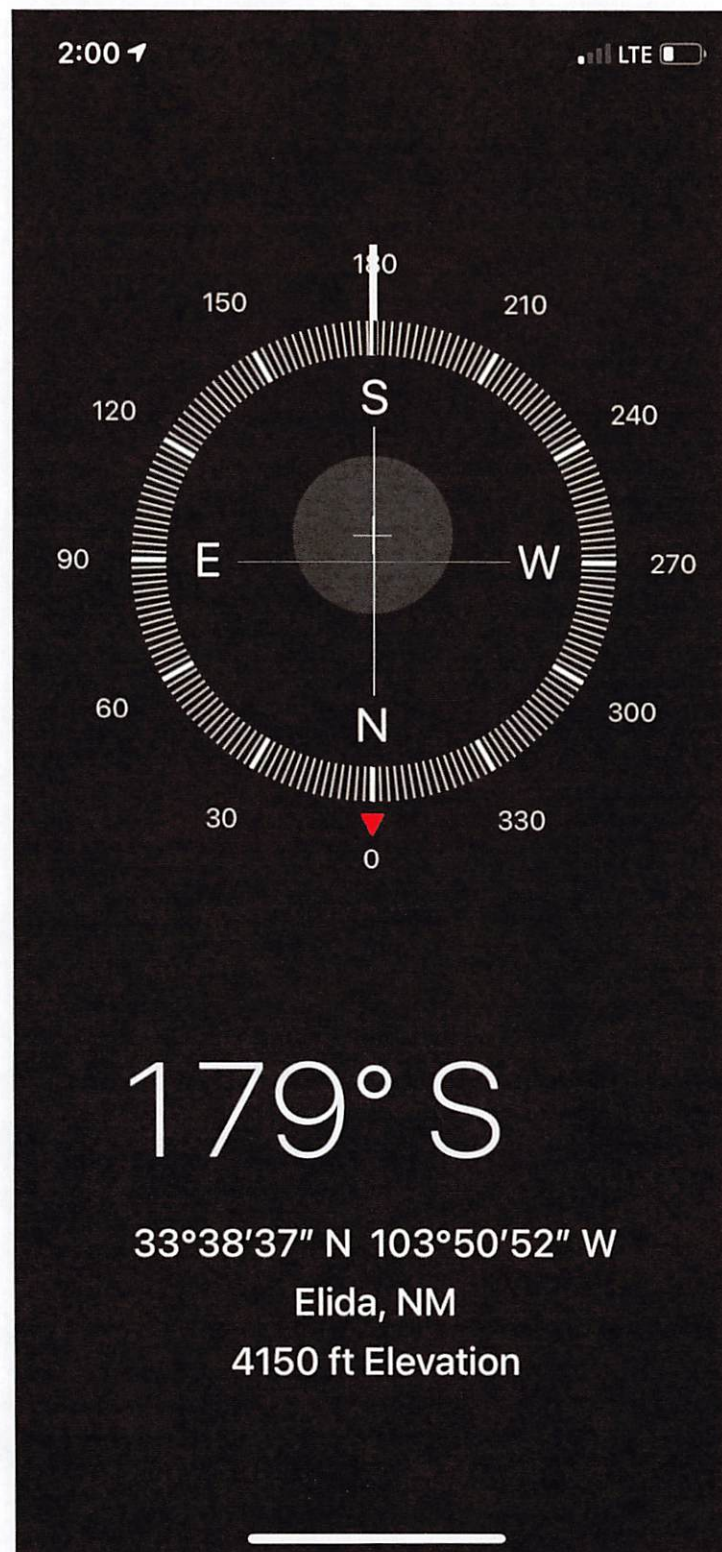 2:00 LTE
180
150 210
120 240
S
90 E W 270
60 300
N
30 330
0
179° S
33°38'37" N 103°50'52" W
Elida, NM
4150 ft Elevation